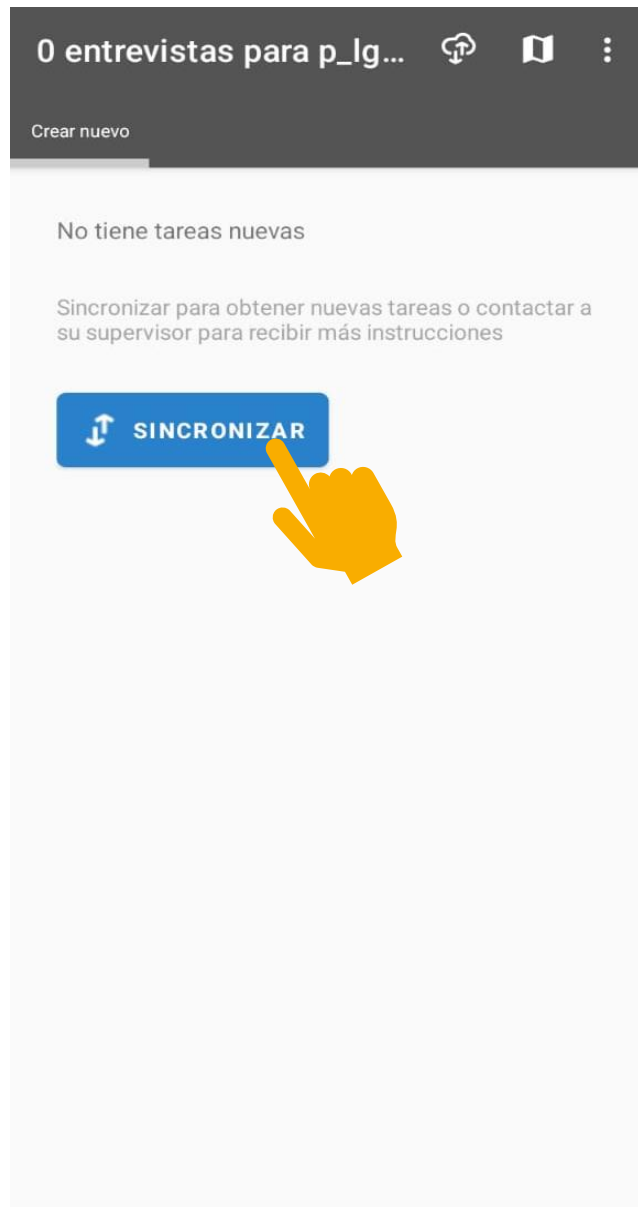 0 entrevistas para p_lg...
Crear nuevo
No tiene tareas nuevas
Sincronizar para obtener nuevas tareas o contactar a
su supervisor para recibir más instrucciones
SINCRONIZAR